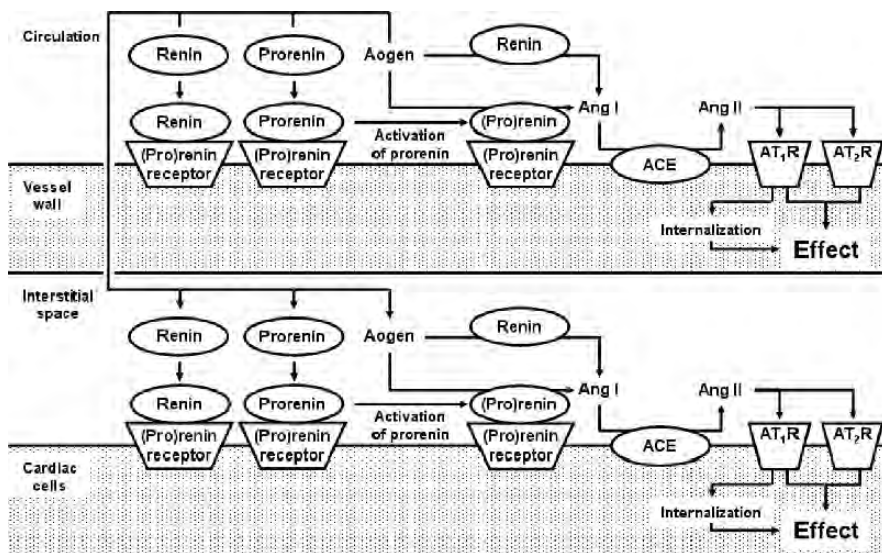 Circulation
Renin
Prorenin
Aogen
Renin
Renin
Prorenin
Activation
of prorenin
(Pro)renin
Ang I
Ang II
(Pro)renin
receptor
(Pro)renin
receptor
(Pro)renin
receptor
ACE
AT₁R
AT₂R
Vessel
wall
Internalization
Effect
Interstitial
space
Renin
Prorenin
Aogen
Renin
Renin
Prorenin
Activation
of prorenin
(Pro)renin
Ang I
Ang II
(Pro)renin
receptor
(Pro)renin
receptor
(Pro)renin
receptor
ACE
AT₁R
AT₂R
Cardiac
cells
Internalization
Effect